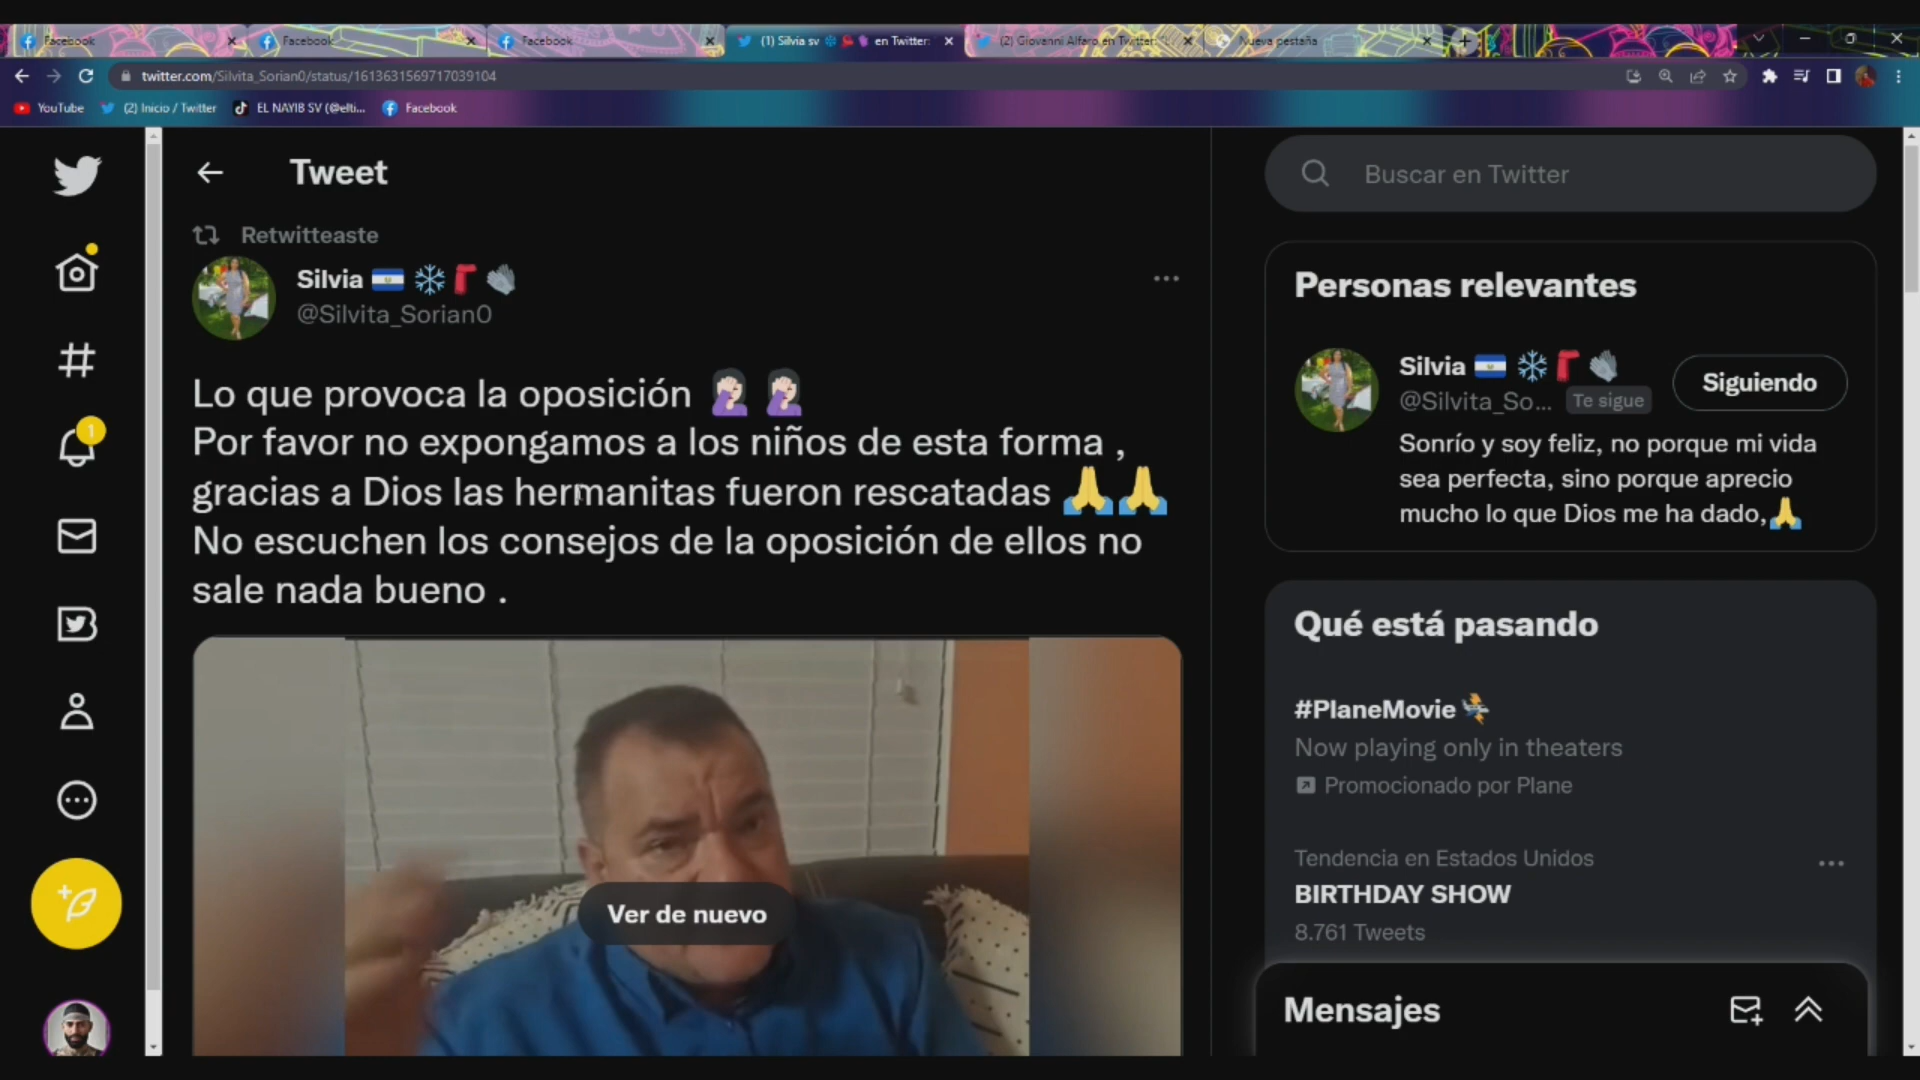 Facebook
Facebook
Facebook
(1) Silvia sv en Twitter:
(2) Giovanni Alfaro en Twitter:
Nueva pestaña
twitter.com/Silvita_Sorian0/status/1613631569717039104
YouTube
(2) Inicio / Twitter
EL NAYIB SV (@elti...
Facebook
Tweet
Retwitteaste
Silvia 🇸🇻 ❄️ 🧣 🧤
@Silvita_Sorian0
Lo que provoca la oposición 🤦🏻‍♀️ 🤦🏻‍♀️
Por favor no expongamos a los niños de esta forma ,
gracias a Dios las hermanitas fueron rescatadas 🙏🙏
No escuchen los consejos de la oposición de ellos no
sale nada bueno .
Ver de nuevo
1
Buscar en Twitter
Personas relevantes
Silvia 🇸🇻 ❄️ 🧣 🧤
@Silvita_So...
Te sigue
Siguiendo
Sonrío y soy feliz, no porque mi vida
sea perfecta, sino porque aprecio
mucho lo que Dios me ha dado,🙏
Qué está pasando
#PlaneMovie
Now playing only in theaters
Promocionado por Plane
Tendencia en Estados Unidos
BIRTHDAY SHOW
8.761 Tweets
Mensajes